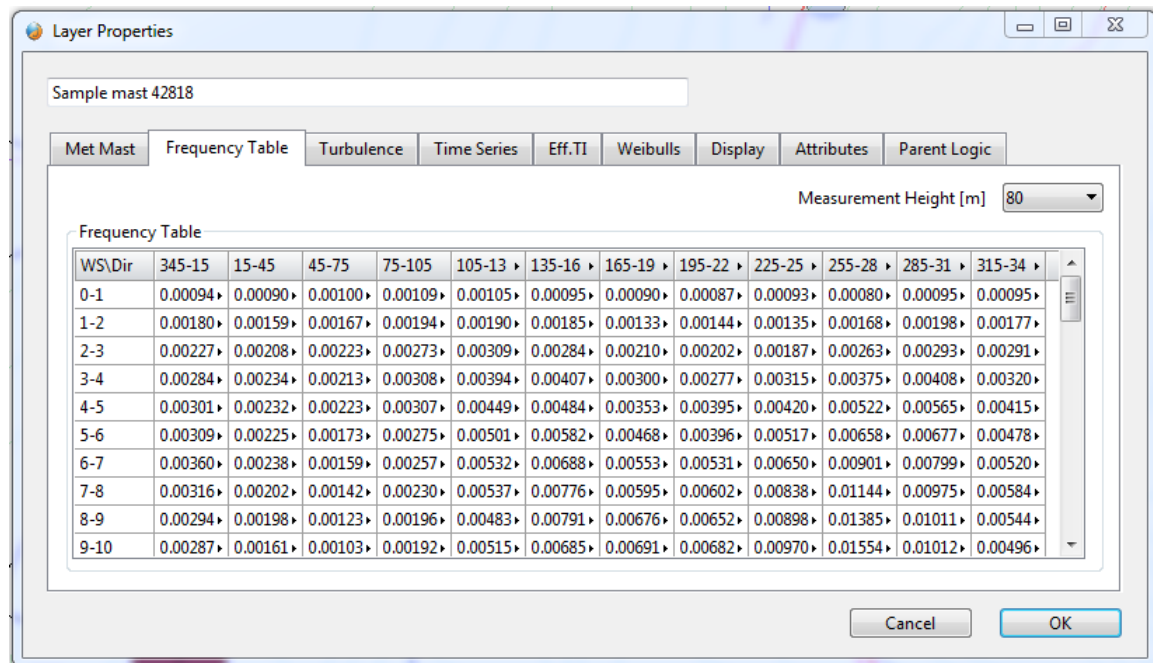 Layer Properties
Sample mast 42818
Met Mast Frequency Table Turbulence Time Series Eff.TI Weibulls Display Attributes Parent Logic
Measurement Height [m] 80
Frequency Table
WS\Dir 345-15 15-45 45-75 75-105 105-13 135-16 165-19 195-22 225-25 255-28 285-31 315-34
0-1 0.00094 0.00090 0.00100 0.00109 0.00105 0.00095 0.00090 0.00087 0.00093 0.00080 0.00095 0.00095
1-2 0.00180 0.00159 0.00167 0.00194 0.00190 0.00185 0.00133 0.00144 0.00135 0.00168 0.00198 0.00177
2-3 0.00227 0.00208 0.00223 0.00273 0.00309 0.00284 0.00210 0.00202 0.00187 0.00263 0.00293 0.00291
3-4 0.00284 0.00234 0.00213 0.00308 0.00394 0.00407 0.00300 0.00277 0.00315 0.00375 0.00408 0.00320
4-5 0.00301 0.00232 0.00223 0.00307 0.00449 0.00484 0.00353 0.00395 0.00420 0.00522 0.00565 0.00415
5-6 0.00309 0.00225 0.00173 0.00275 0.00501 0.00582 0.00468 0.00396 0.00517 0.00658 0.00677 0.00478
6-7 0.00360 0.00238 0.00159 0.00257 0.00532 0.00688 0.00553 0.00531 0.00650 0.00901 0.00799 0.00520
7-8 0.00316 0.00202 0.00142 0.00230 0.00537 0.00776 0.00595 0.00602 0.00838 0.01144 0.00975 0.00584
8-9 0.00294 0.00198 0.00123 0.00196 0.00483 0.00791 0.00676 0.00652 0.00898 0.01385 0.01011 0.00544
9-10 0.00287 0.00161 0.00103 0.00192 0.00515 0.00685 0.00691 0.00682 0.00970 0.01554 0.01012 0.00496
Cancel OK